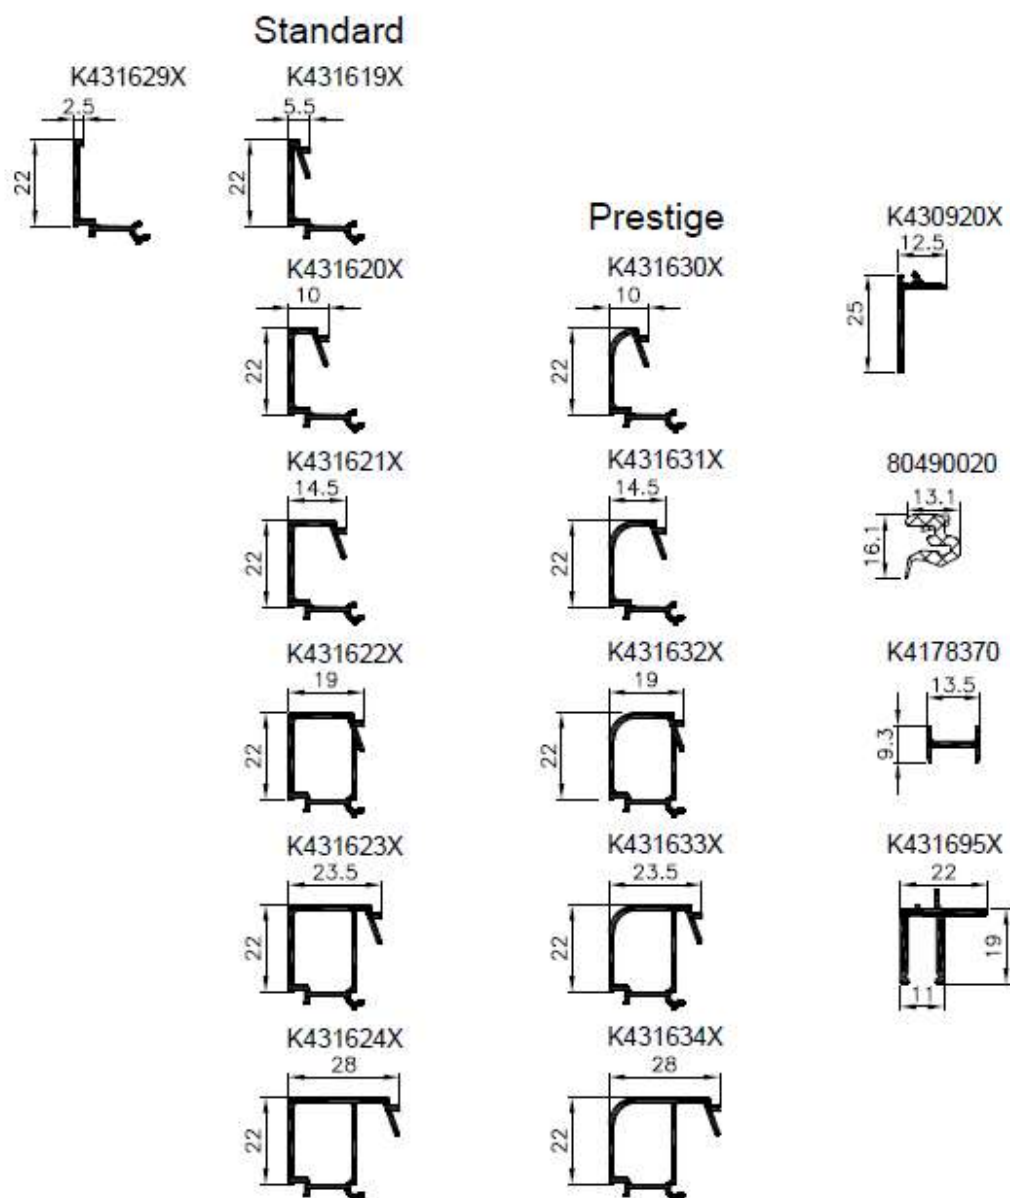 Standard
K431629X
2.5
22
K431619X
5.5
22
K431620X
10
22
K431621X
14.5
22
K431622X
19
22
K431623X
23.5
22
K431624X
28
22
Prestige
K431630X
10
22
K431631X
14.5
22
K431632X
19
22
K431633X
23.5
22
K431634X
28
22
K430920X
12.5
25
80490020
13.1
16.1
K4178370
13.5
9.3
K431695X
22
19
11